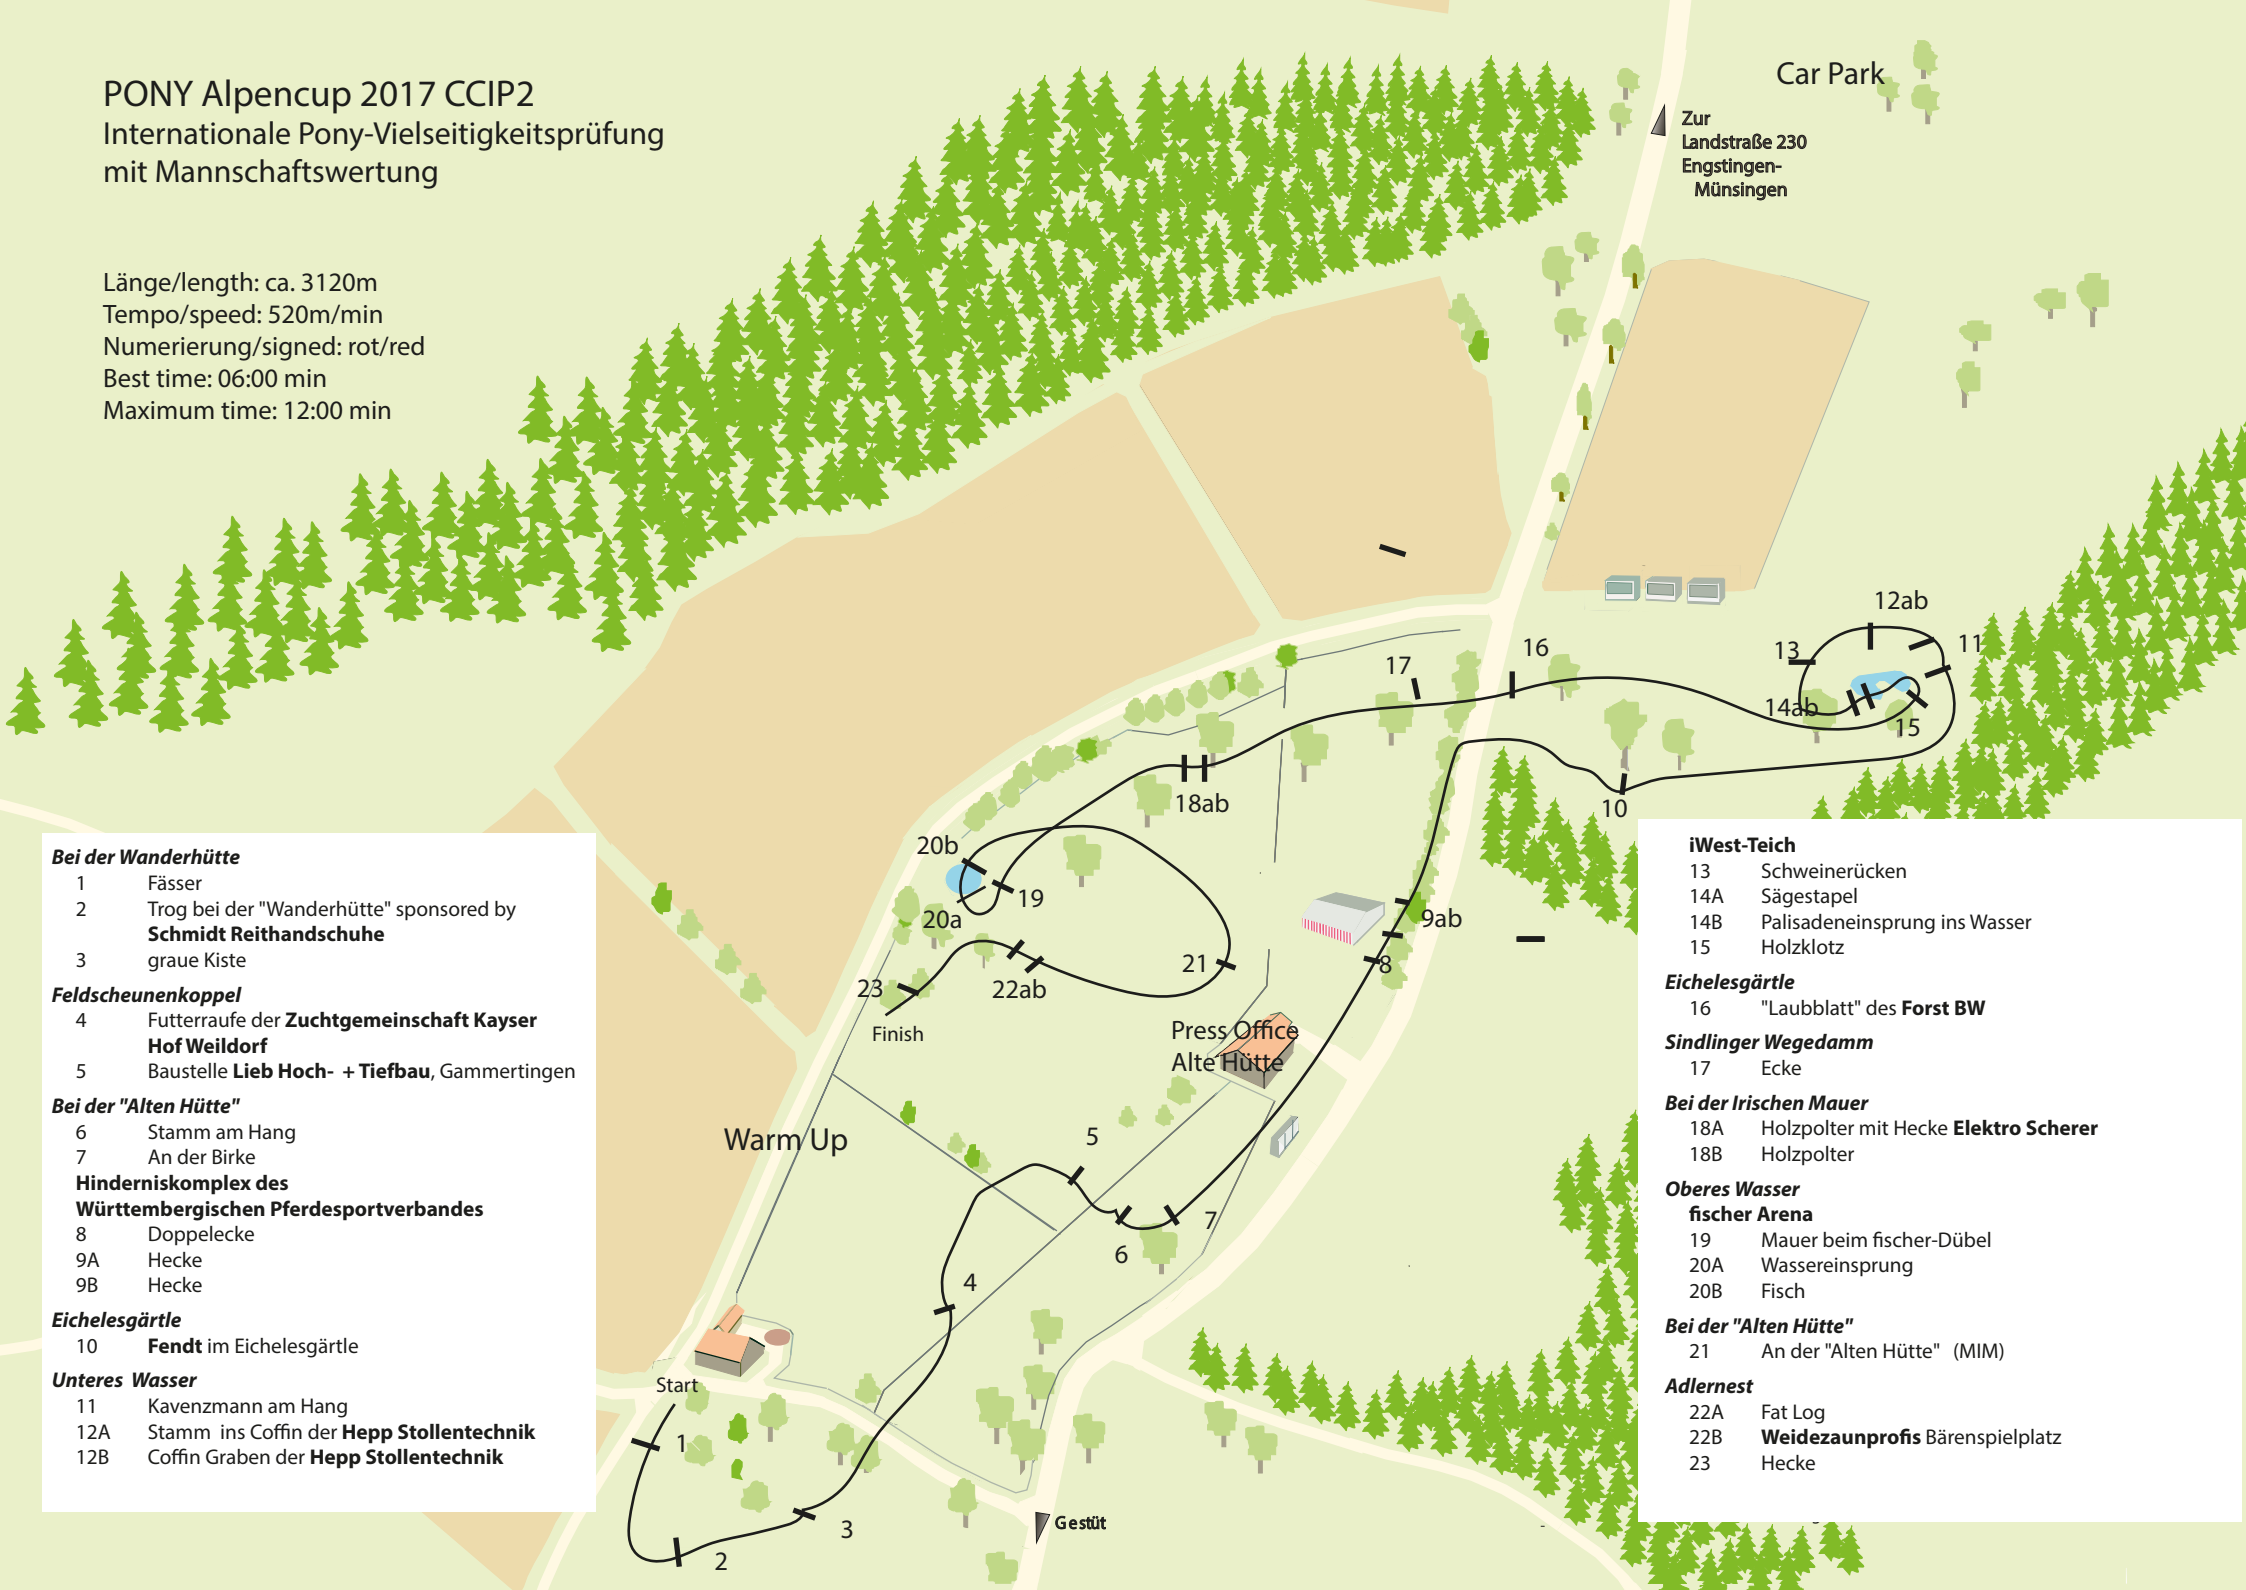 PONY Alpencup 2017 CCIP2
Internationale Pony-Vielseitigkeitsprüfung
mit Mannschaftswertung
Länge/length: ca. 3120m
Tempo/speed: 520m/min
Numerierung/signed: rot/red
Best time: 06:00 min
Maximum time: 12:00 min
Car Park
Zur
Landstraße 230
Engstingen-
Münsingen
12ab
11
13
14ab
15
16
17
10
18ab
20b
19
20a
9ab
8
21
22ab
23
Finish
Press Office
Alte Hütte
Warm Up
5
7
6
4
Start
1
3
2
Gestüt
Bei der Wanderhütte
1 Fässer
2 Trog bei der "Wanderhütte" sponsored by
Schmidt Reithandschuhe
3 graue Kiste
Feldscheunenkoppel
4 Futterraufe der Zuchtgemeinschaft Kayser
Hof Weildorf
5 Baustelle Lieb Hoch- + Tiefbau, Gammertingen
Bei der "Alten Hütte"
6 Stamm am Hang
7 An der Birke
Hinderniskomplex des
Württembergischen Pferdesportverbandes
8 Doppelecke
9A Hecke
9B Hecke
Eichelesgärtle
10 Fendt im Eichelesgärtle
Unteres Wasser
11 Kavenzmann am Hang
12A Stamm ins Coffin der Hepp Stollentechnik
12B Coffin Graben der Hepp Stollentechnik
iWest-Teich
13 Schweinerücken
14A Sägestapel
14B Palisadeneinsprung ins Wasser
15 Holzklotz
Eichelesgärtle
16 "Laubblatt" des Forst BW
Sindlinger Wegedamm
17 Ecke
Bei der Irischen Mauer
18A Holzpolter mit Hecke Elektro Scherer
18B Holzpolter
Oberes Wasser
fischer Arena
19 Mauer beim fischer-Dübel
20A Wassereinsprung
20B Fisch
Bei der "Alten Hütte"
21 An der "Alten Hütte" (MIM)
Adlernest
22A Fat Log
22B Weidezaunprofis Bärenspielplatz
23 Hecke